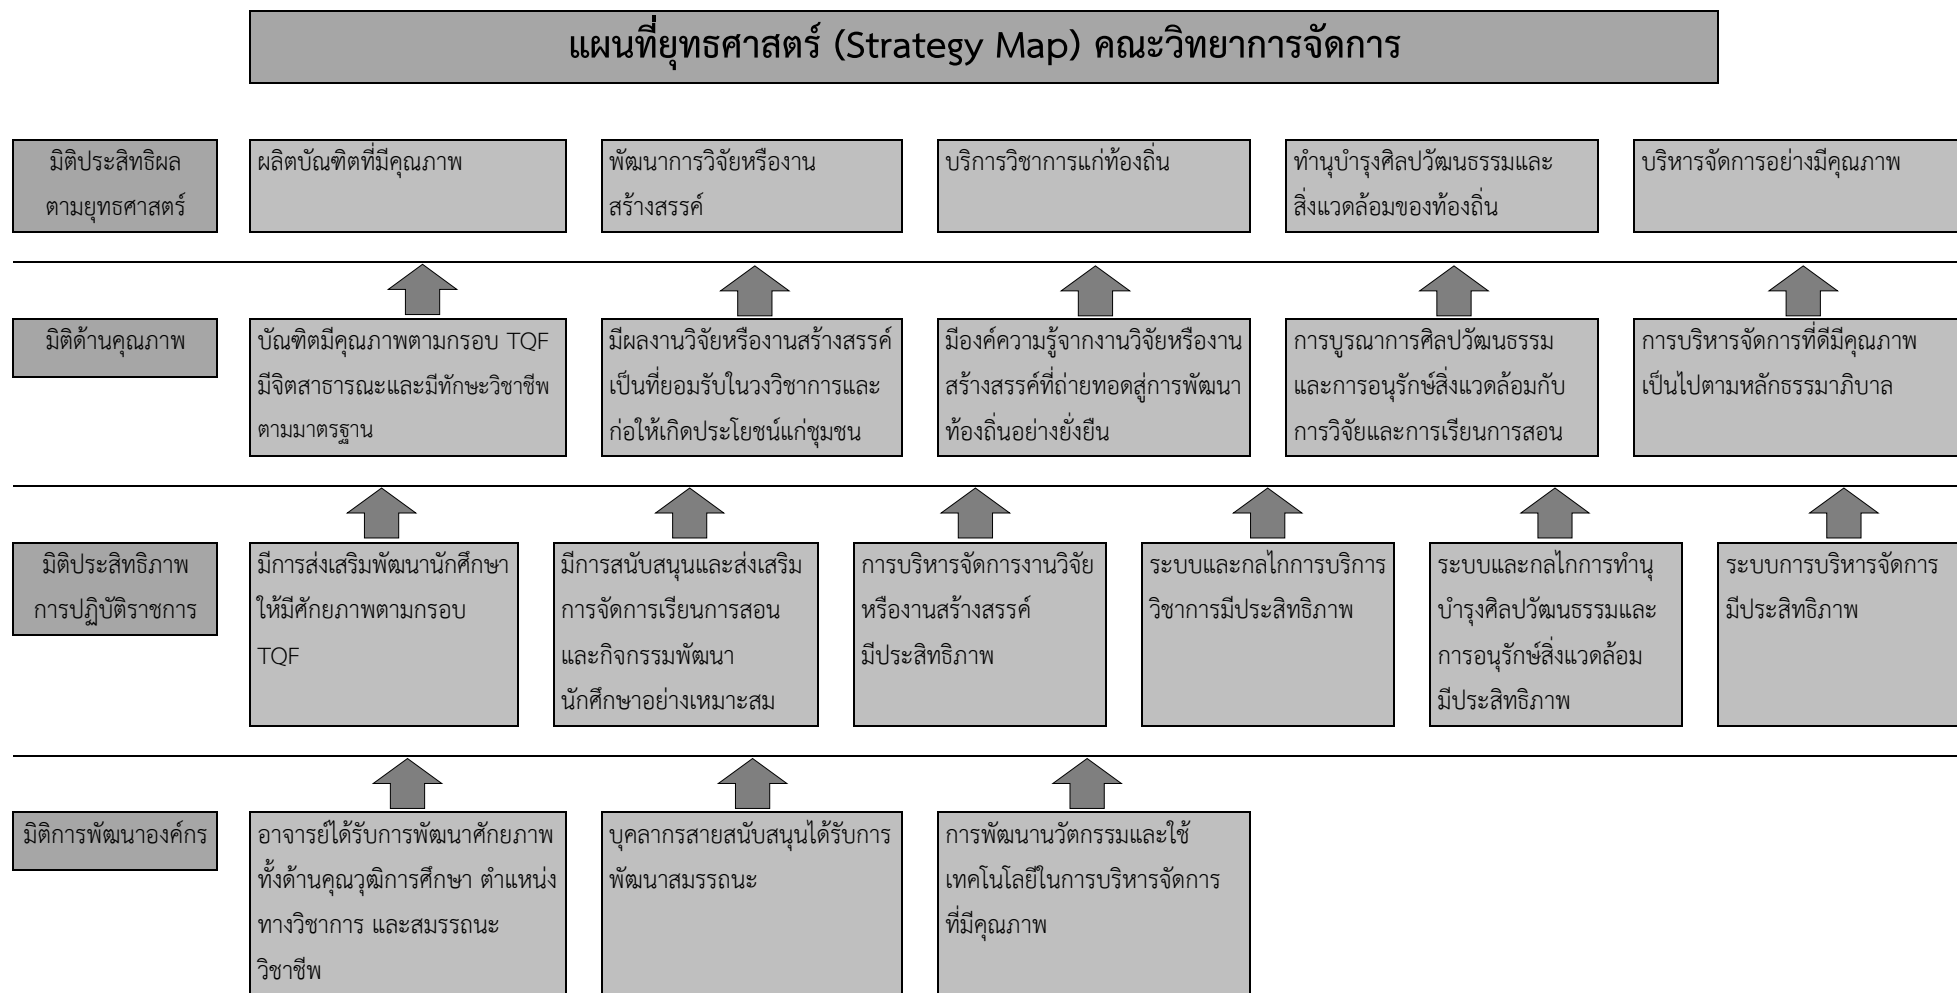 แผนที่ยุทธศาสตร์ (Strategy Map) คณะวิทยาการจัดการ
มิติประสิทธิผล
ตามยุทธศาสตร์
ผลิตบัณฑิตที่มีคุณภาพ
พัฒนาการวิจัยหรืองาน
สร้างสรรค์
บริการวิชาการแก่ท้องถิ่น
ทำนุบำรุงศิลปวัฒนธรรมและ
สิ่งแวดล้อมของท้องถิ่น
บริหารจัดการอย่างมีคุณภาพ
มิติด้านคุณภาพ
บัณฑิตมีคุณภาพตามกรอบ TQF
มีจิตสาธารณะและมีทักษะวิชาชีพ
ตามมาตรฐาน
มีผลงานวิจัยหรืองานสร้างสรรค์
เป็นที่ยอมรับในวงวิชาการและ
ก่อให้เกิดประโยชน์แก่ชุมชน
มีองค์ความรู้จากงานวิจัยหรืองาน
สร้างสรรค์ที่ถ่ายทอดสู่การพัฒนา
ท้องถิ่นอย่างยั่งยืน
การบูรณาการศิลปวัฒนธรรม
และการอนุรักษ์สิ่งแวดล้อมกับ
การวิจัยและการเรียนการสอน
การบริหารจัดการที่ดีมีคุณภาพ
เป็นไปตามหลักธรรมาภิบาล
มิติประสิทธิภาพ
การปฏิบัติราชการ
มีการส่งเสริมพัฒนานักศึกษา
ให้มีศักยภาพตามกรอบ
TQF
มีการสนับสนุนและส่งเสริม
การจัดการเรียนการสอน
และกิจกรรมพัฒนา
นักศึกษาอย่างเหมาะสม
การบริหารจัดการงานวิจัย
หรืองานสร้างสรรค์
มีประสิทธิภาพ
ระบบและกลไกการบริการ
วิชาการมีประสิทธิภาพ
ระบบและกลไกการทำนุ
บำรุงศิลปวัฒนธรรมและ
การอนุรักษ์สิ่งแวดล้อม
มีประสิทธิภาพ
ระบบการบริหารจัดการ
มีประสิทธิภาพ
มิติการพัฒนาองค์กร
อาจารย์ได้รับการพัฒนาศักยภาพ
ทั้งด้านคุณวุฒิการศึกษา ตำแหน่ง
ทางวิชาการ และสมรรถนะ
วิชาชีพ
บุคลากรสายสนับสนุนได้รับการ
พัฒนาสมรรถนะ
การพัฒนานวัตกรรมและใช้
เทคโนโลยีในการบริหารจัดการ
ที่มีคุณภาพ